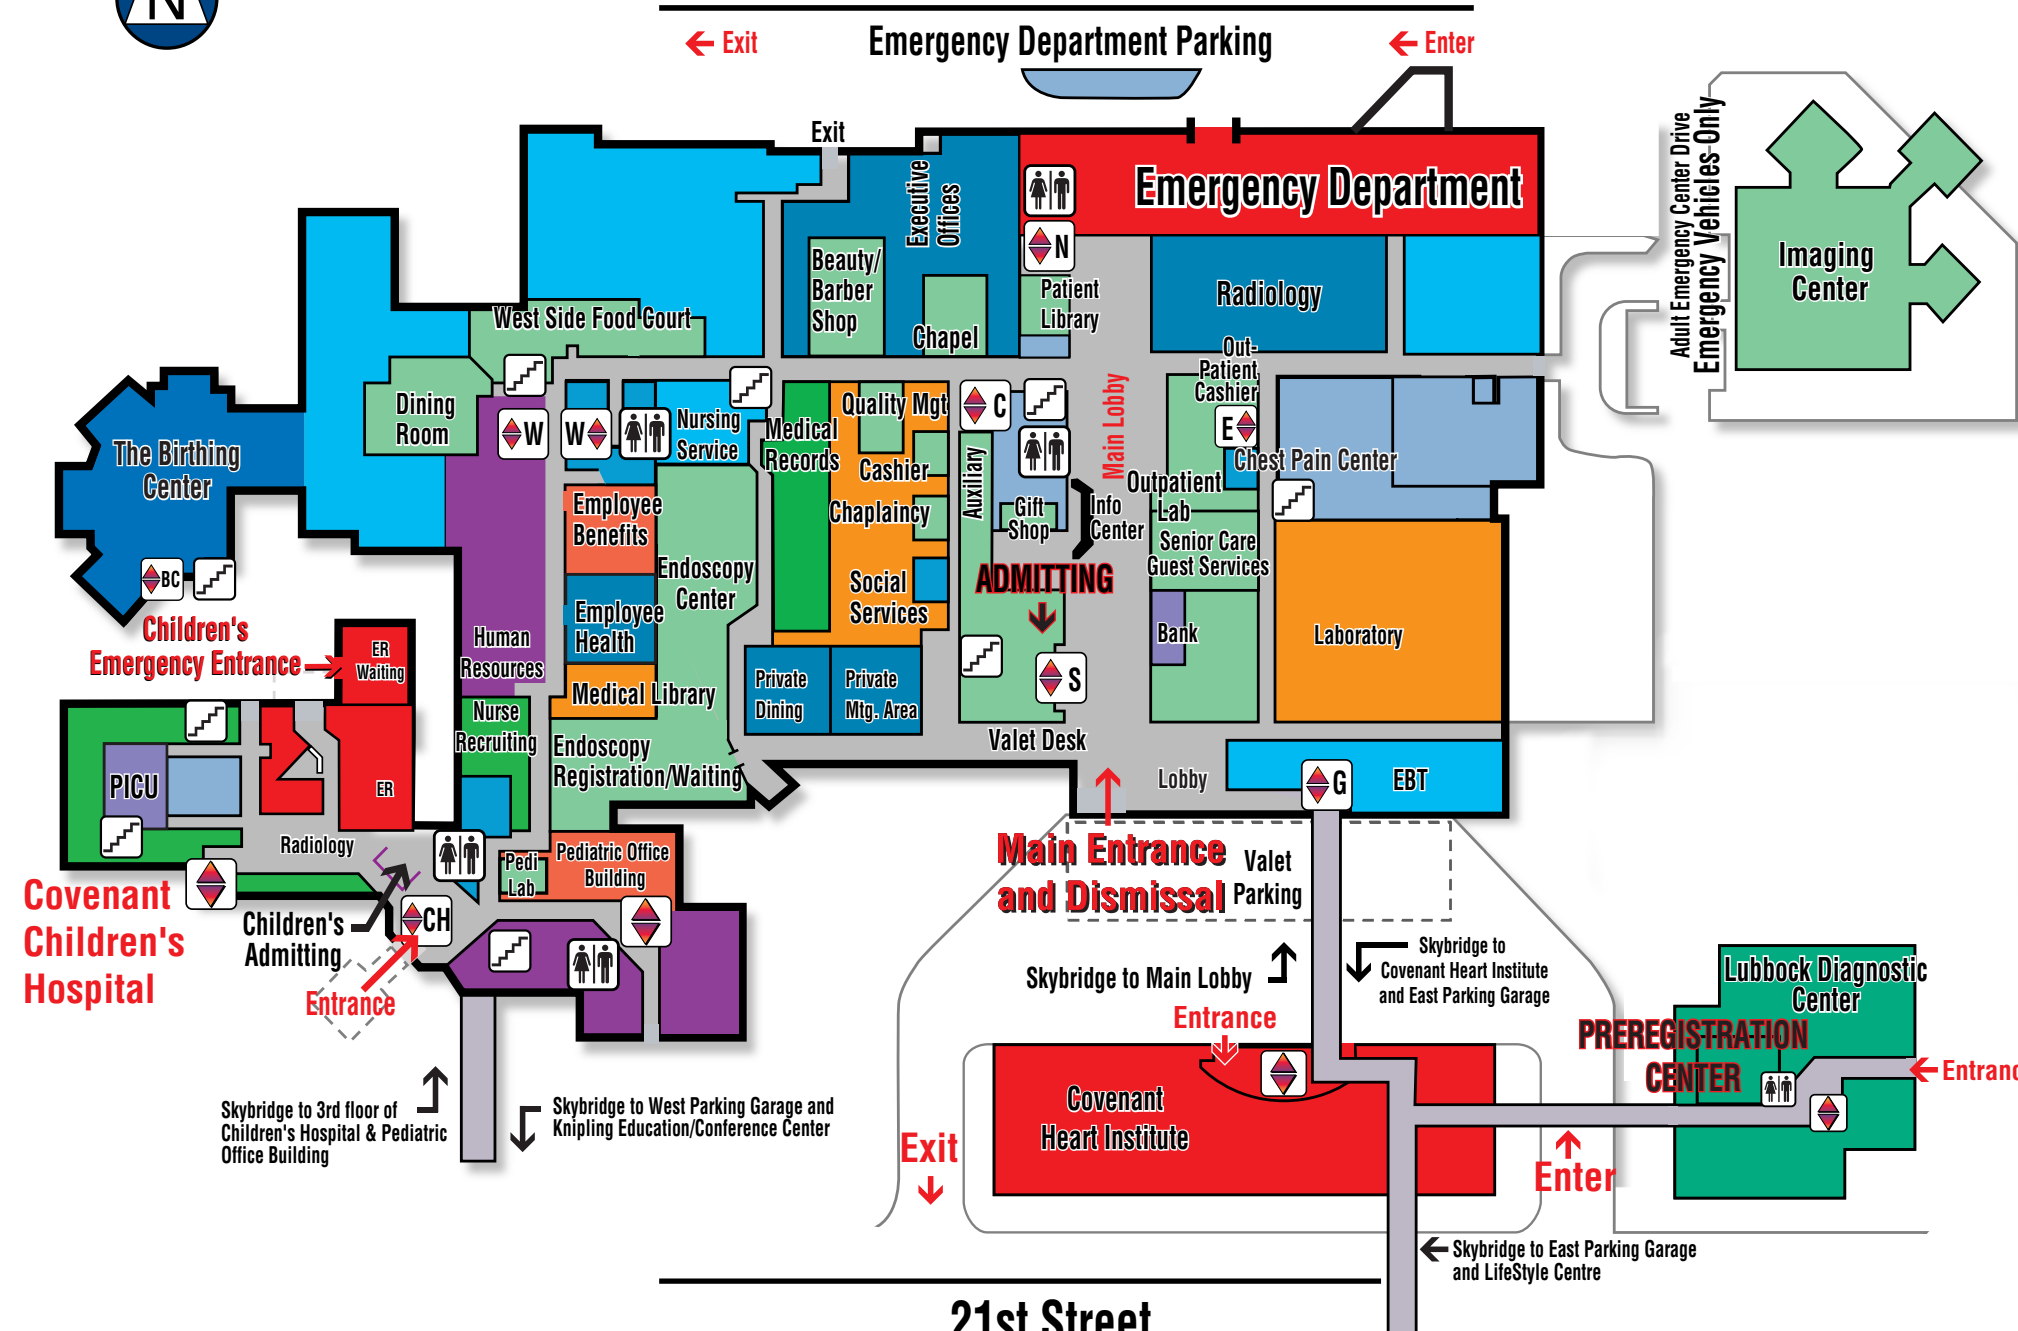 N
Emergency Department Parking
Exit
Enter
Exit
Emergency Department
Executive
Offices
N
Beauty/
Barber
Shop
Chapel
Patient
Library
Radiology
Adult Emergency Center Drive
Emergency Vehicles Only
Imaging
Center
West Side Food Court
Out-
Patient
Cashier
Dining
Room
W
W
Nursing
Service
Medical
Records
Quality Mgt
Cashier
Chaplaincy
C
Auxiliary
Main Lobby
E
Chest Pain Center
Outpatient
Lab
Gift
Shop
Info
Center
Senior Care
Guest Services
The Birthing
Center
BC
Employee
Benefits
Endoscopy
Center
Social
Services
ADMITTING
Employee
Health
Human
Resources
Bank
Laboratory
Children's
Emergency Entrance
ER
Waiting
Medical Library
Private
Dining
Private
Mtg. Area
S
Nurse
Recruiting
Endoscopy
Registration/Waiting
Valet Desk
Lobby
G
EBT
PICU
ER
Radiology
Pedi
Lab
Pediatric Office
Building
Main Entrance
and Dismissal
Valet
Parking
Covenant
Children's
Hospital
Children's
Admitting
CH
Entrance
Skybridge to Main Lobby
Skybridge to
Covenant Heart Institute
and East Parking Garage
Lubbock Diagnostic
Center
PREREGISTRATION
CENTER
Entranc
Entrance
Covenant
Heart Institute
Skybridge to 3rd floor of
Children's Hospital & Pediatric
Office Building
Skybridge to West Parking Garage and
Knipling Education/Conference Center
Exit
Enter
Skybridge to East Parking Garage
and LifeStyle Centre
21st Street